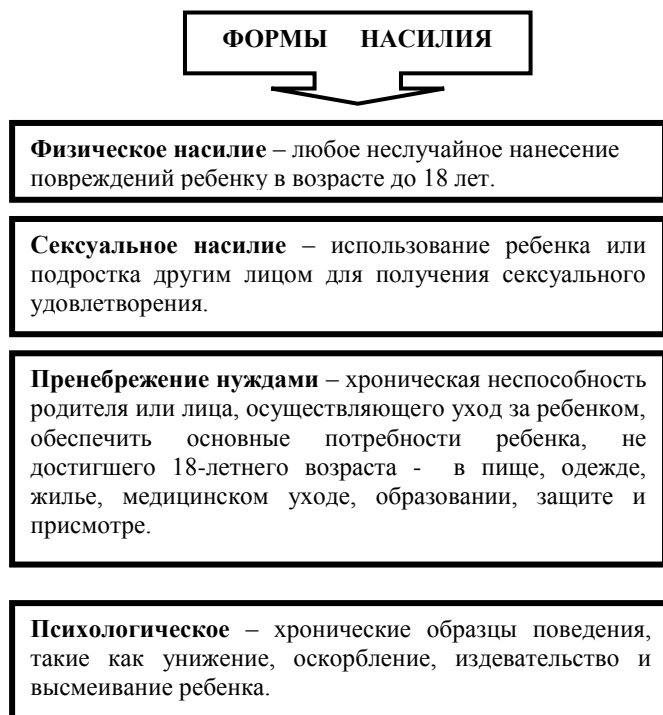 ФОРМЫ НАСИЛИЯ
Физическое насилие – любое неслучайное нанесение
повреждений ребенку в возрасте до 18 лет.
Сексуальное насилие – использование ребенка или
подростка другим лицом для получения сексуального
удовлетворения.
Пренебрежение нуждами – хроническая неспособность
родителя или лица, осуществляющего уход за ребенком,
обеспечить основные потребности ребенка, не
достигшего 18-летнего возраста - в пище, одежде,
жилье, медицинском уходе, образовании, защите и
присмотре.
Психологическое – хронические образцы поведения,
такие как унижение, оскорбление, издевательство и
высмеивание ребенка.